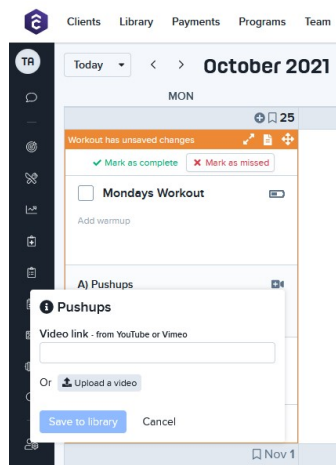 Clients Library Payments Programs Team
TA
Today < > October 2021
MON
25
Workout has unsaved changes
Mark as complete Mark as missed
Mondays Workout
Add warmup
A) Pushups
Pushups
Video link - from YouTube or Vimeo
Or Upload a video
Save to library Cancel
Nov 1